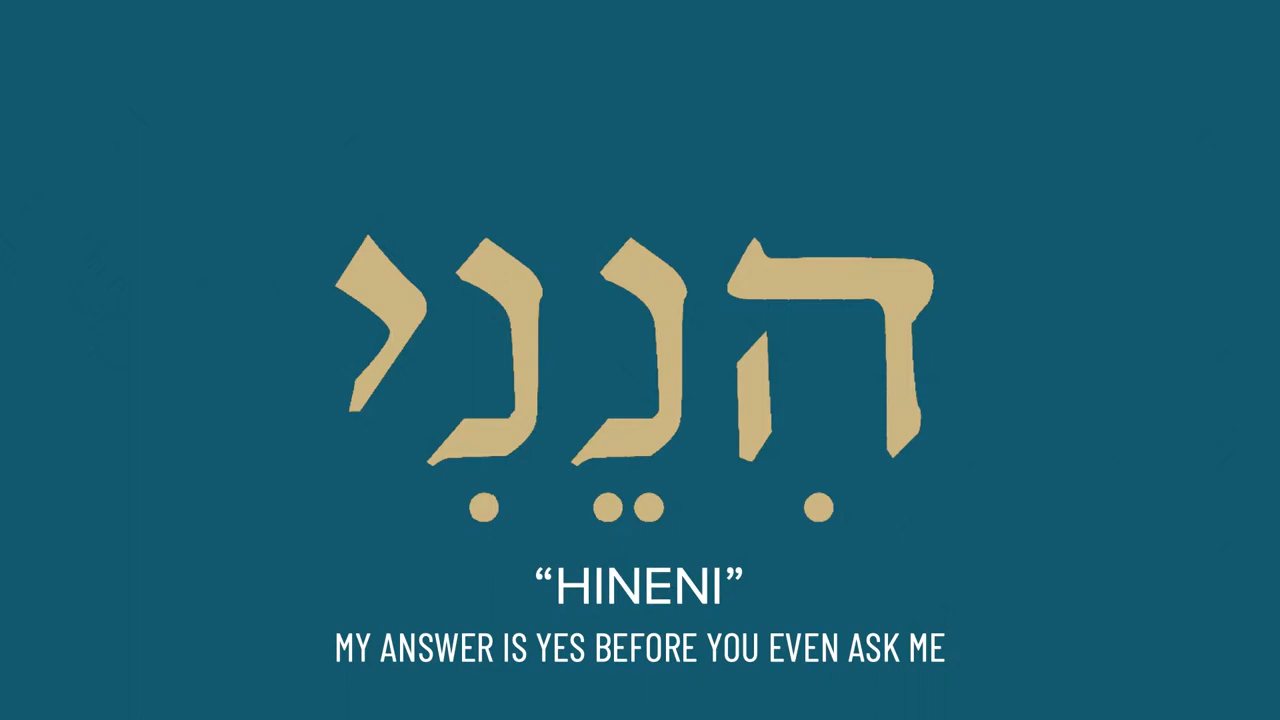 הִנֵנִי
“HINENI”
MY ANSWER IS YES BEFORE YOU EVEN ASK ME